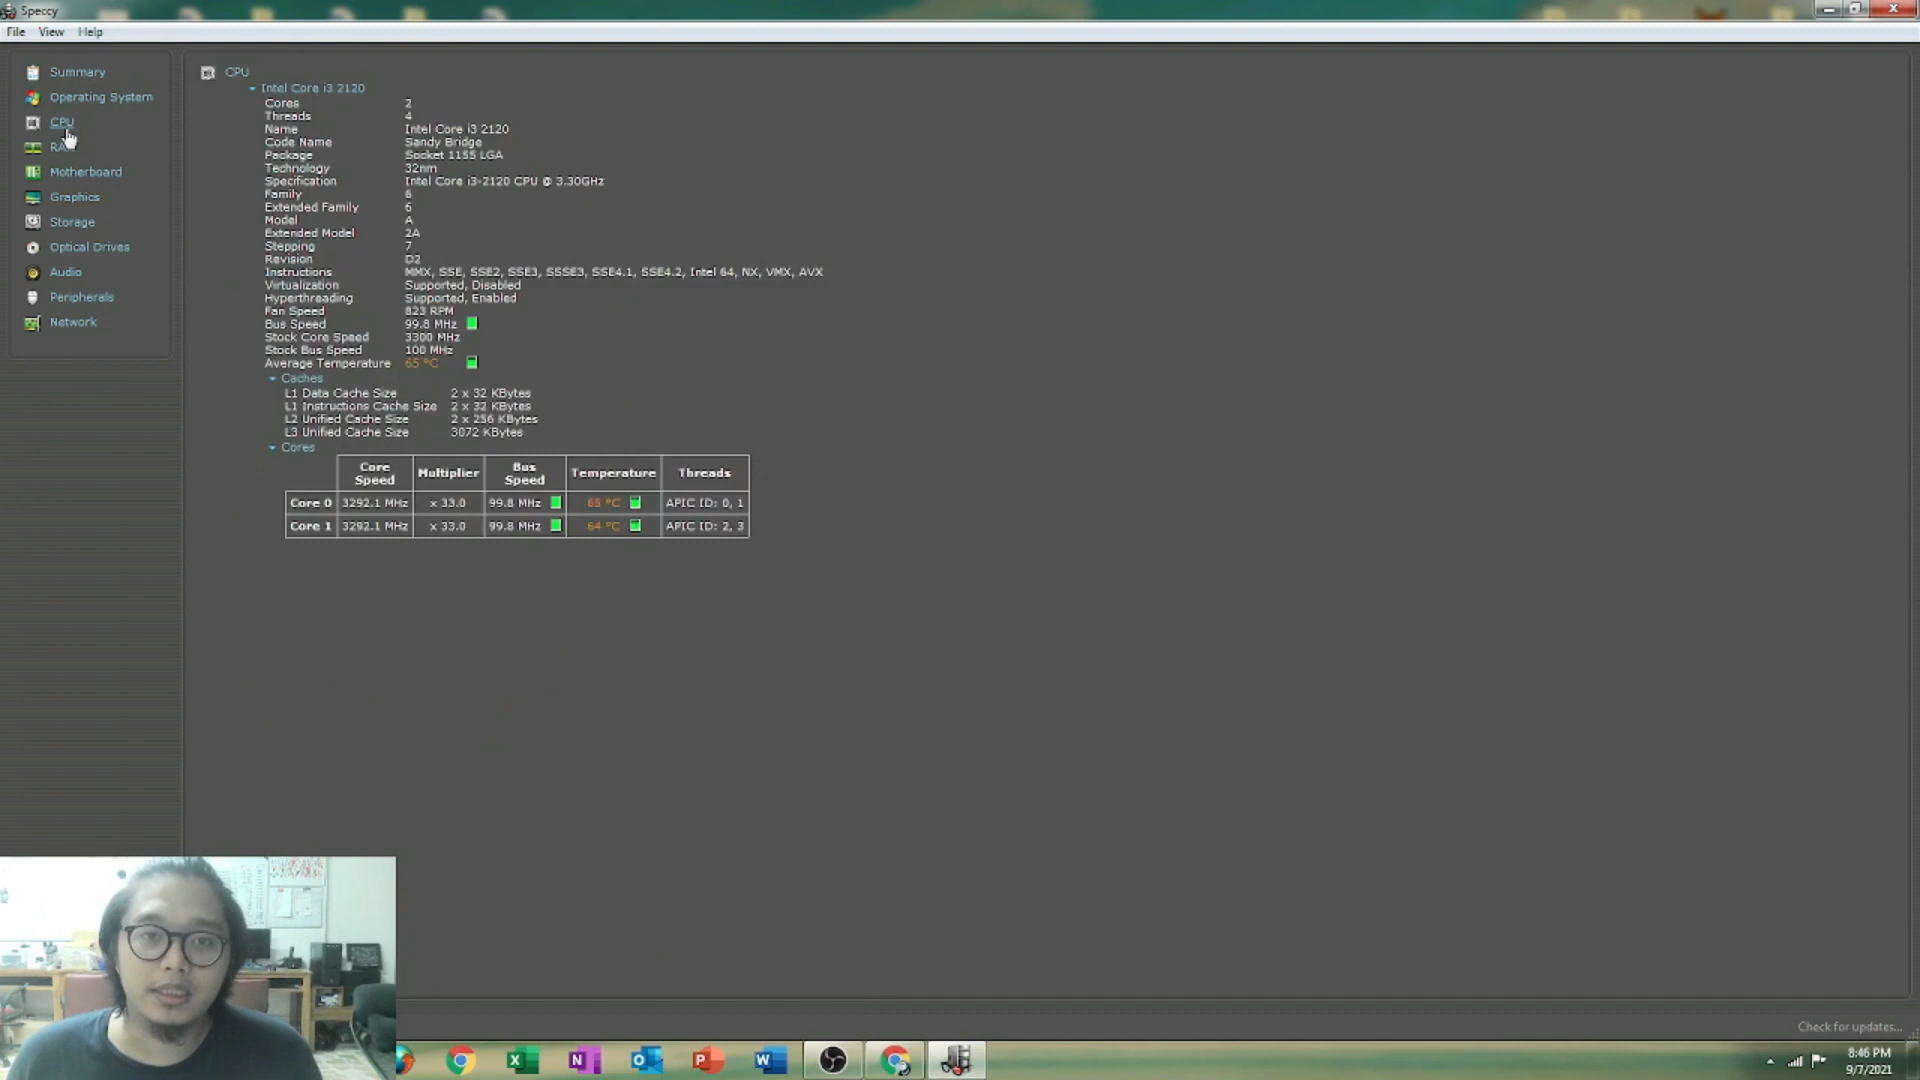 Speccy
File View Help
Summary
Operating System
CPU
Motherboard
Graphics
Storage
Optical Drives
Audio
Peripherals
Network
CPU
Intel Core i3 2120
Cores 2
Threads 4
Name Intel Core i3 2120
Code Name Sandy Bridge
Package Socket 1155 LGA
Technology 32nm
Specification Intel Core i3-2120 CPU @ 3.30GHz
Family 6
Extended Family 6
Model A
Extended Model 2A
Stepping 7
Revision D2
Instructions MMX, SSE, SSE2, SSE3, SSSE3, SSE4.1, SSE4.2, Intel 64, NX, VMX, AVX
Virtualization Supported, Disabled
Hyperthreading Supported, Enabled
Fan Speed 823 RPM
Bus Speed 99.8 MHz
Stock Core Speed 3300 MHz
Stock Bus Speed 100 MHz
Average Temperature 65 °C
Caches
L1 Data Cache Size 2 x 32 KBytes
L1 Instructions Cache Size 2 x 32 KBytes
L2 Unified Cache Size 2 x 256 KBytes
L3 Unified Cache Size 3072 KBytes
Cores
Core Speed Multiplier Bus Speed Temperature Threads
Core 0 3292.1 MHz x 33.0 99.8 MHz 65 °C APIC ID: 0, 1
Core 1 3292.1 MHz x 33.0 99.8 MHz 64 °C APIC ID: 2, 3
Check for updates...
8:46 PM
9/7/2021